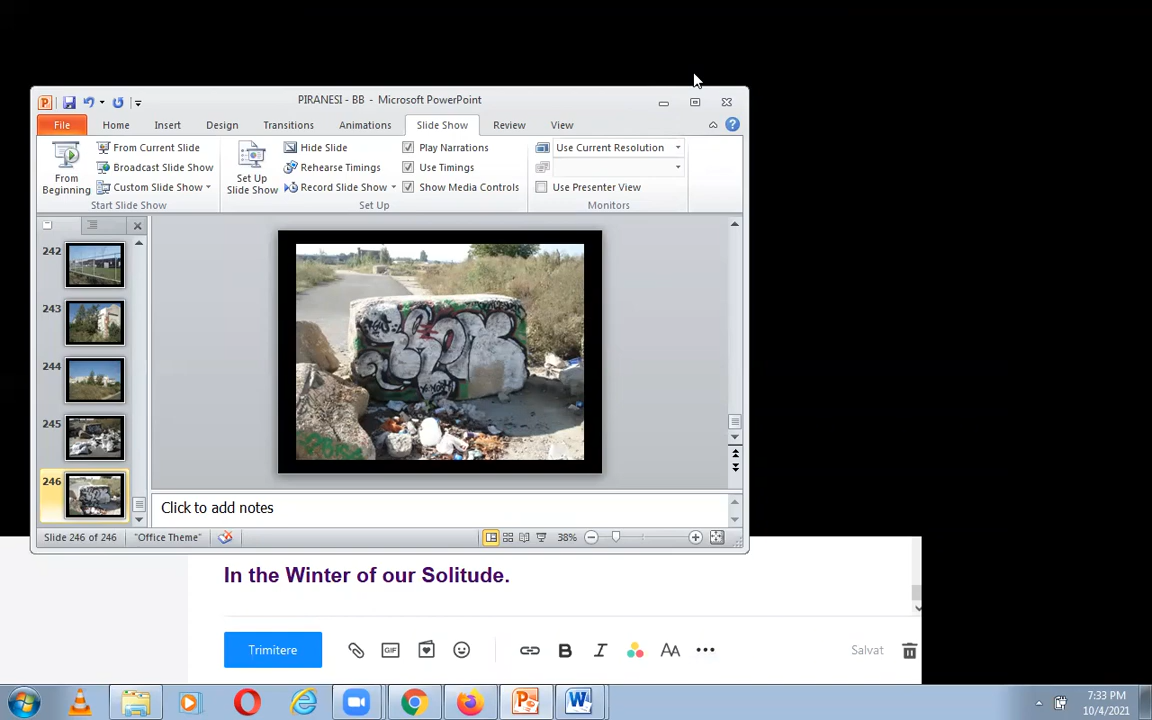 PIRANESI - BB - Microsoft PowerPoint
File Home Insert Design Transitions Animations Slide Show Review View
From Beginning
From Current Slide
Broadcast Slide Show
Custom Slide Show
Start Slide Show
Set Up Slide Show
Hide Slide
Rehearse Timings
Record Slide Show
Play Narrations
Use Timings
Show Media Controls
Set Up
Use Current Resolution
Use Presenter View
Monitors
242
243
244
245
246
Click to add notes
Slide 246 of 246 "Office Theme" 38%
In the Winter of our Solitude.
Trimitere GIF B I AA Salvat
7:33 PM
10/4/2021